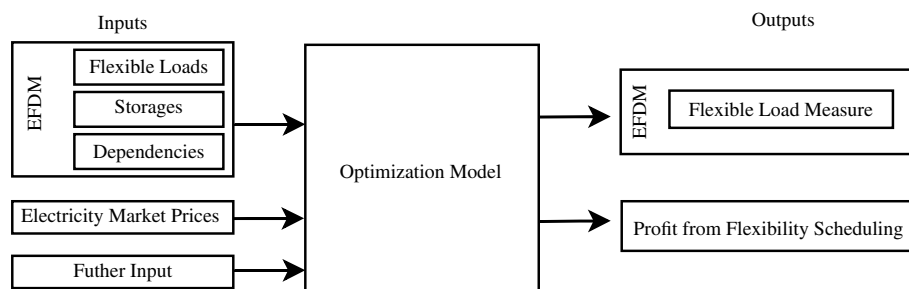 Inputs
EFDM
Flexible Loads
Storages
Dependencies
Electricity Market Prices
Futher Input
Optimization Model
Outputs
EFDM
Flexible Load Measure
Profit from Flexibility Scheduling